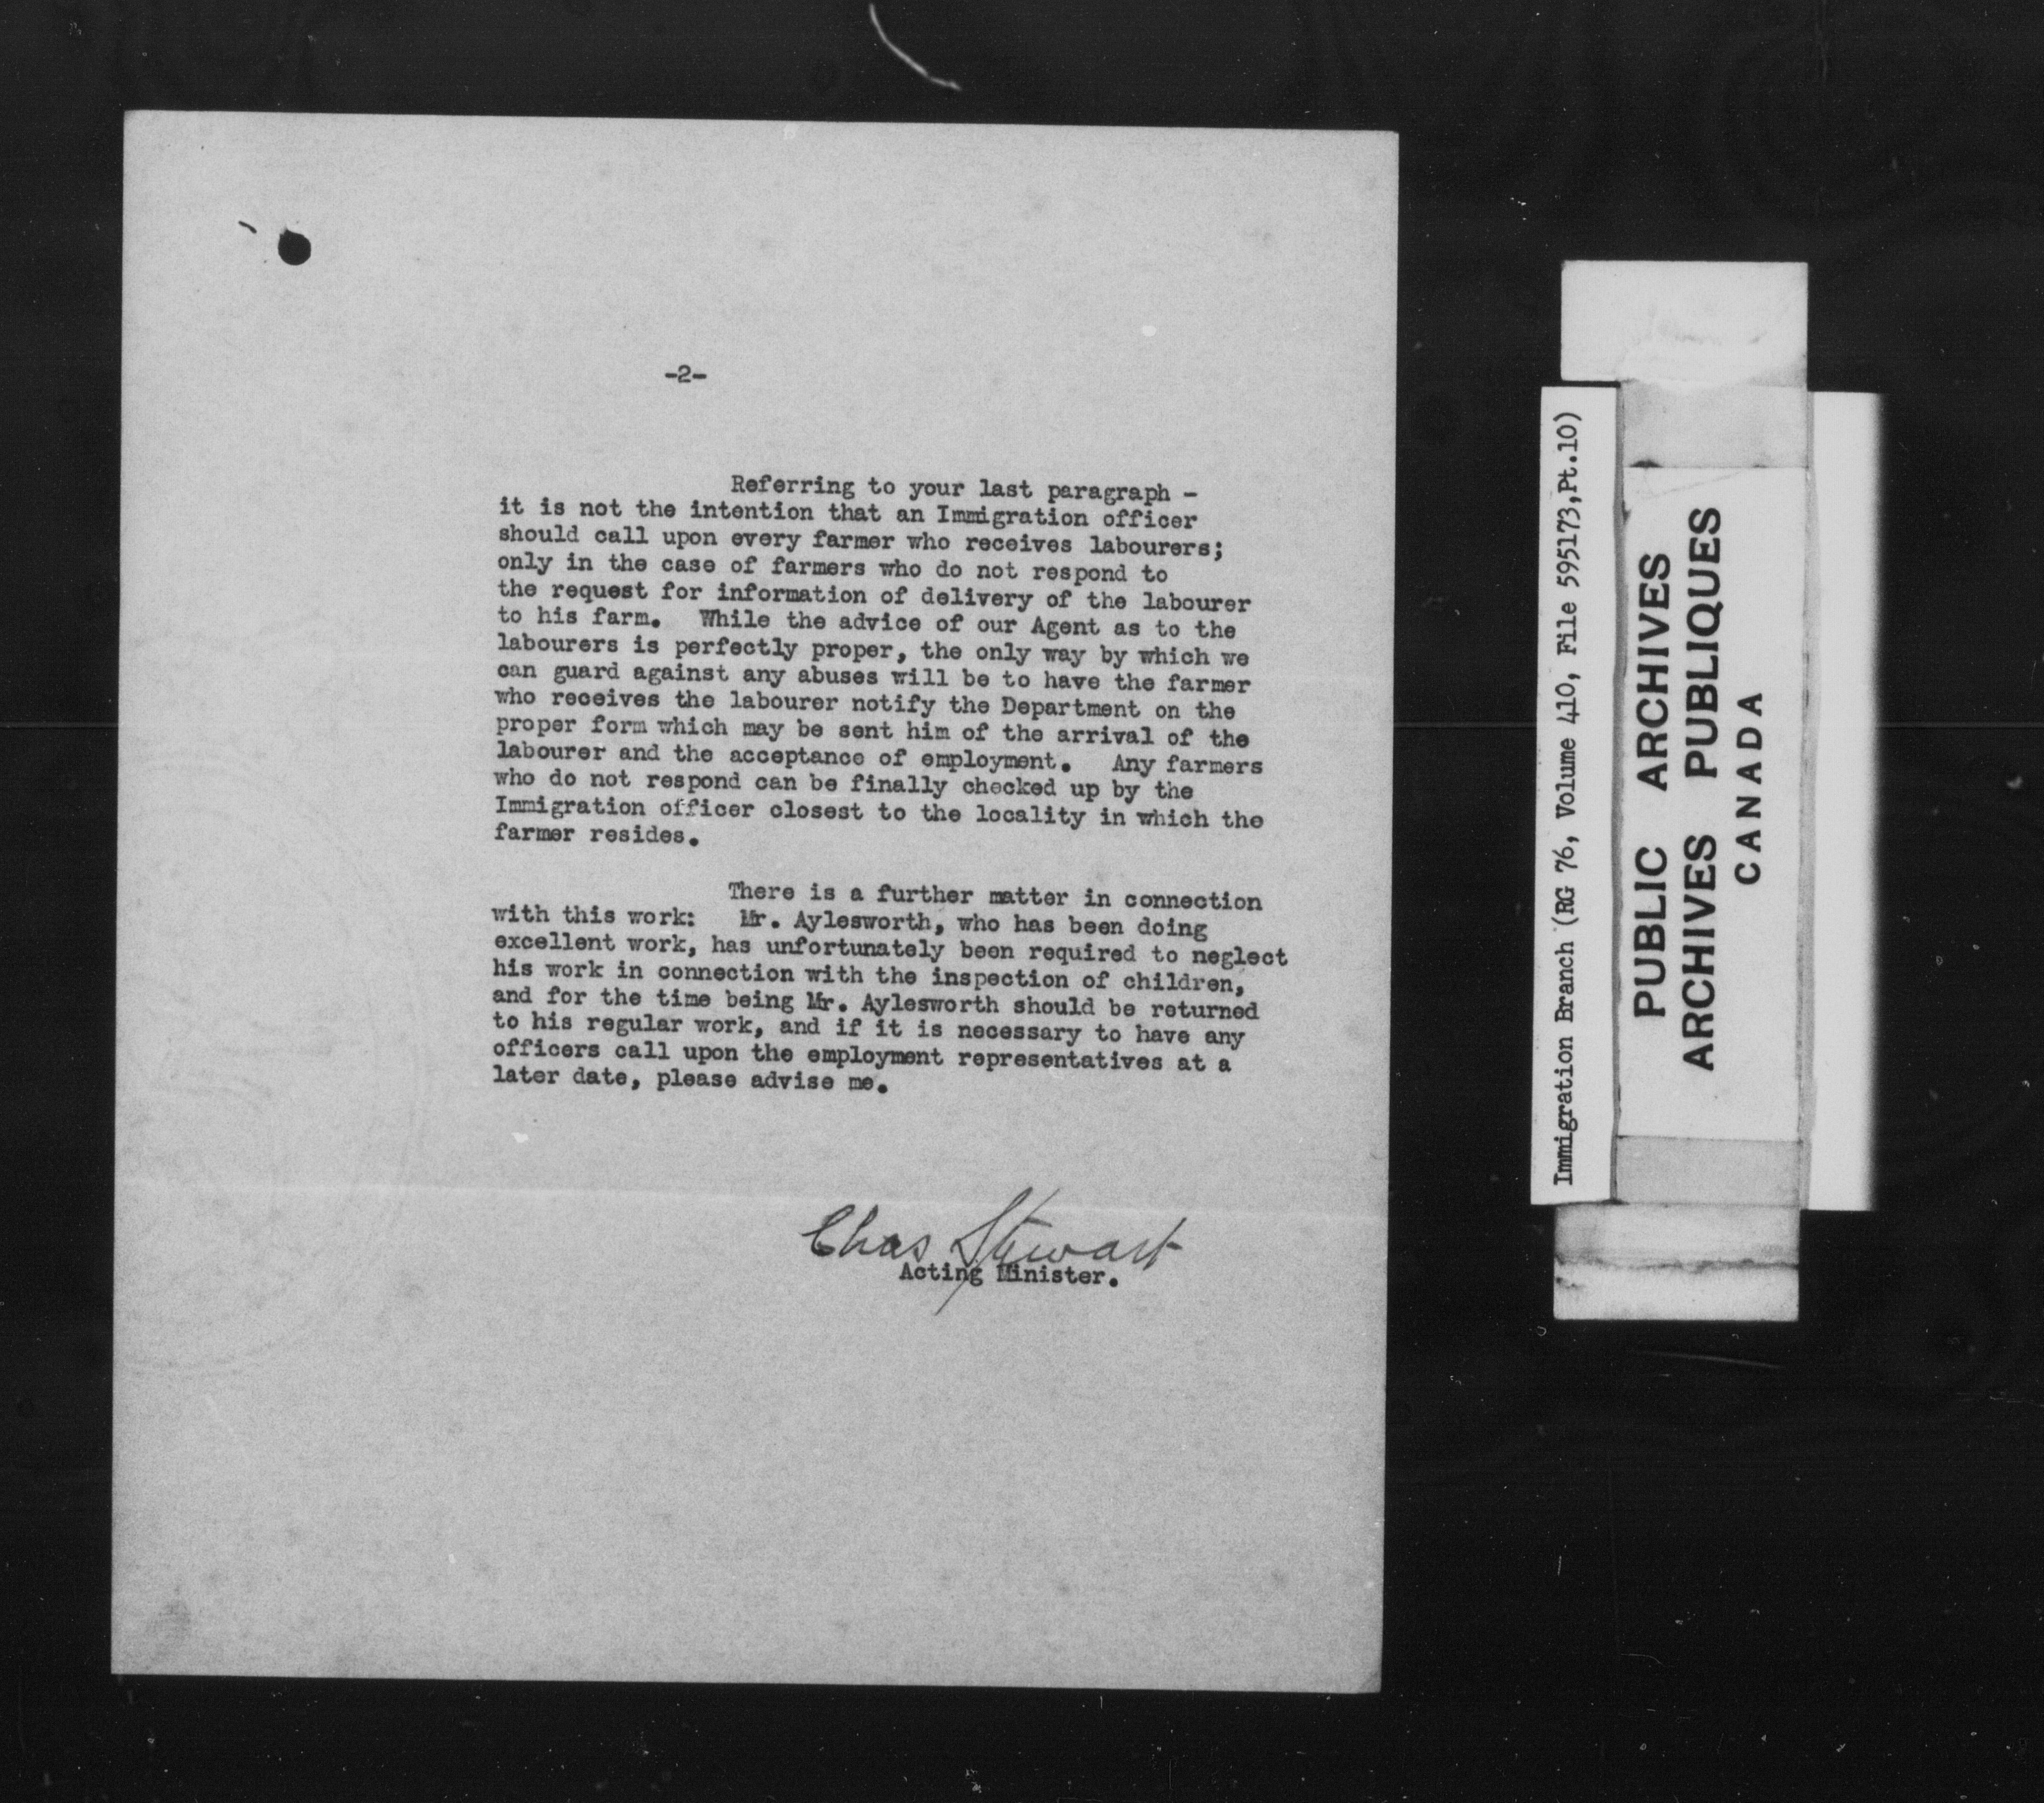 -2-
Referring to your last paragraph -
it is not the intention that an Immigration officer
should call upon every farmer who receives labourers;
only in the case of farmers who do not respond to
the request for information of delivery of the labourer
to his farm. While the advice of our Agent as to the
labourers is perfectly proper, the only way by which we
can guard against any abuses will be to have the farmer
who receives the labourer notify the Department on the
proper form which may be sent him of the arrival of the
labourer and the acceptance of employment. Any farmers
who do not respond can be finally checked up by the
Immigration officer closest to the locality in which the
farmer resides.
There is a further matter in connection
with this work: Mr. Aylesworth, who has been doing
excellent work, has unfortunately been required to neglect
his work in connection with the inspection of children,
and for the time being Mr. Aylesworth should be returned
to his regular work, and if it is necessary to have any
officers call upon the employment representatives at a
later date, please advise me.
Chas Stewart
Acting Minister.
Immigration Branch (RG 76, Volume 410, File 595173,Pt.10)
PUBLIC ARCHIVES
ARCHIVES PUBLIQUES
CANADA